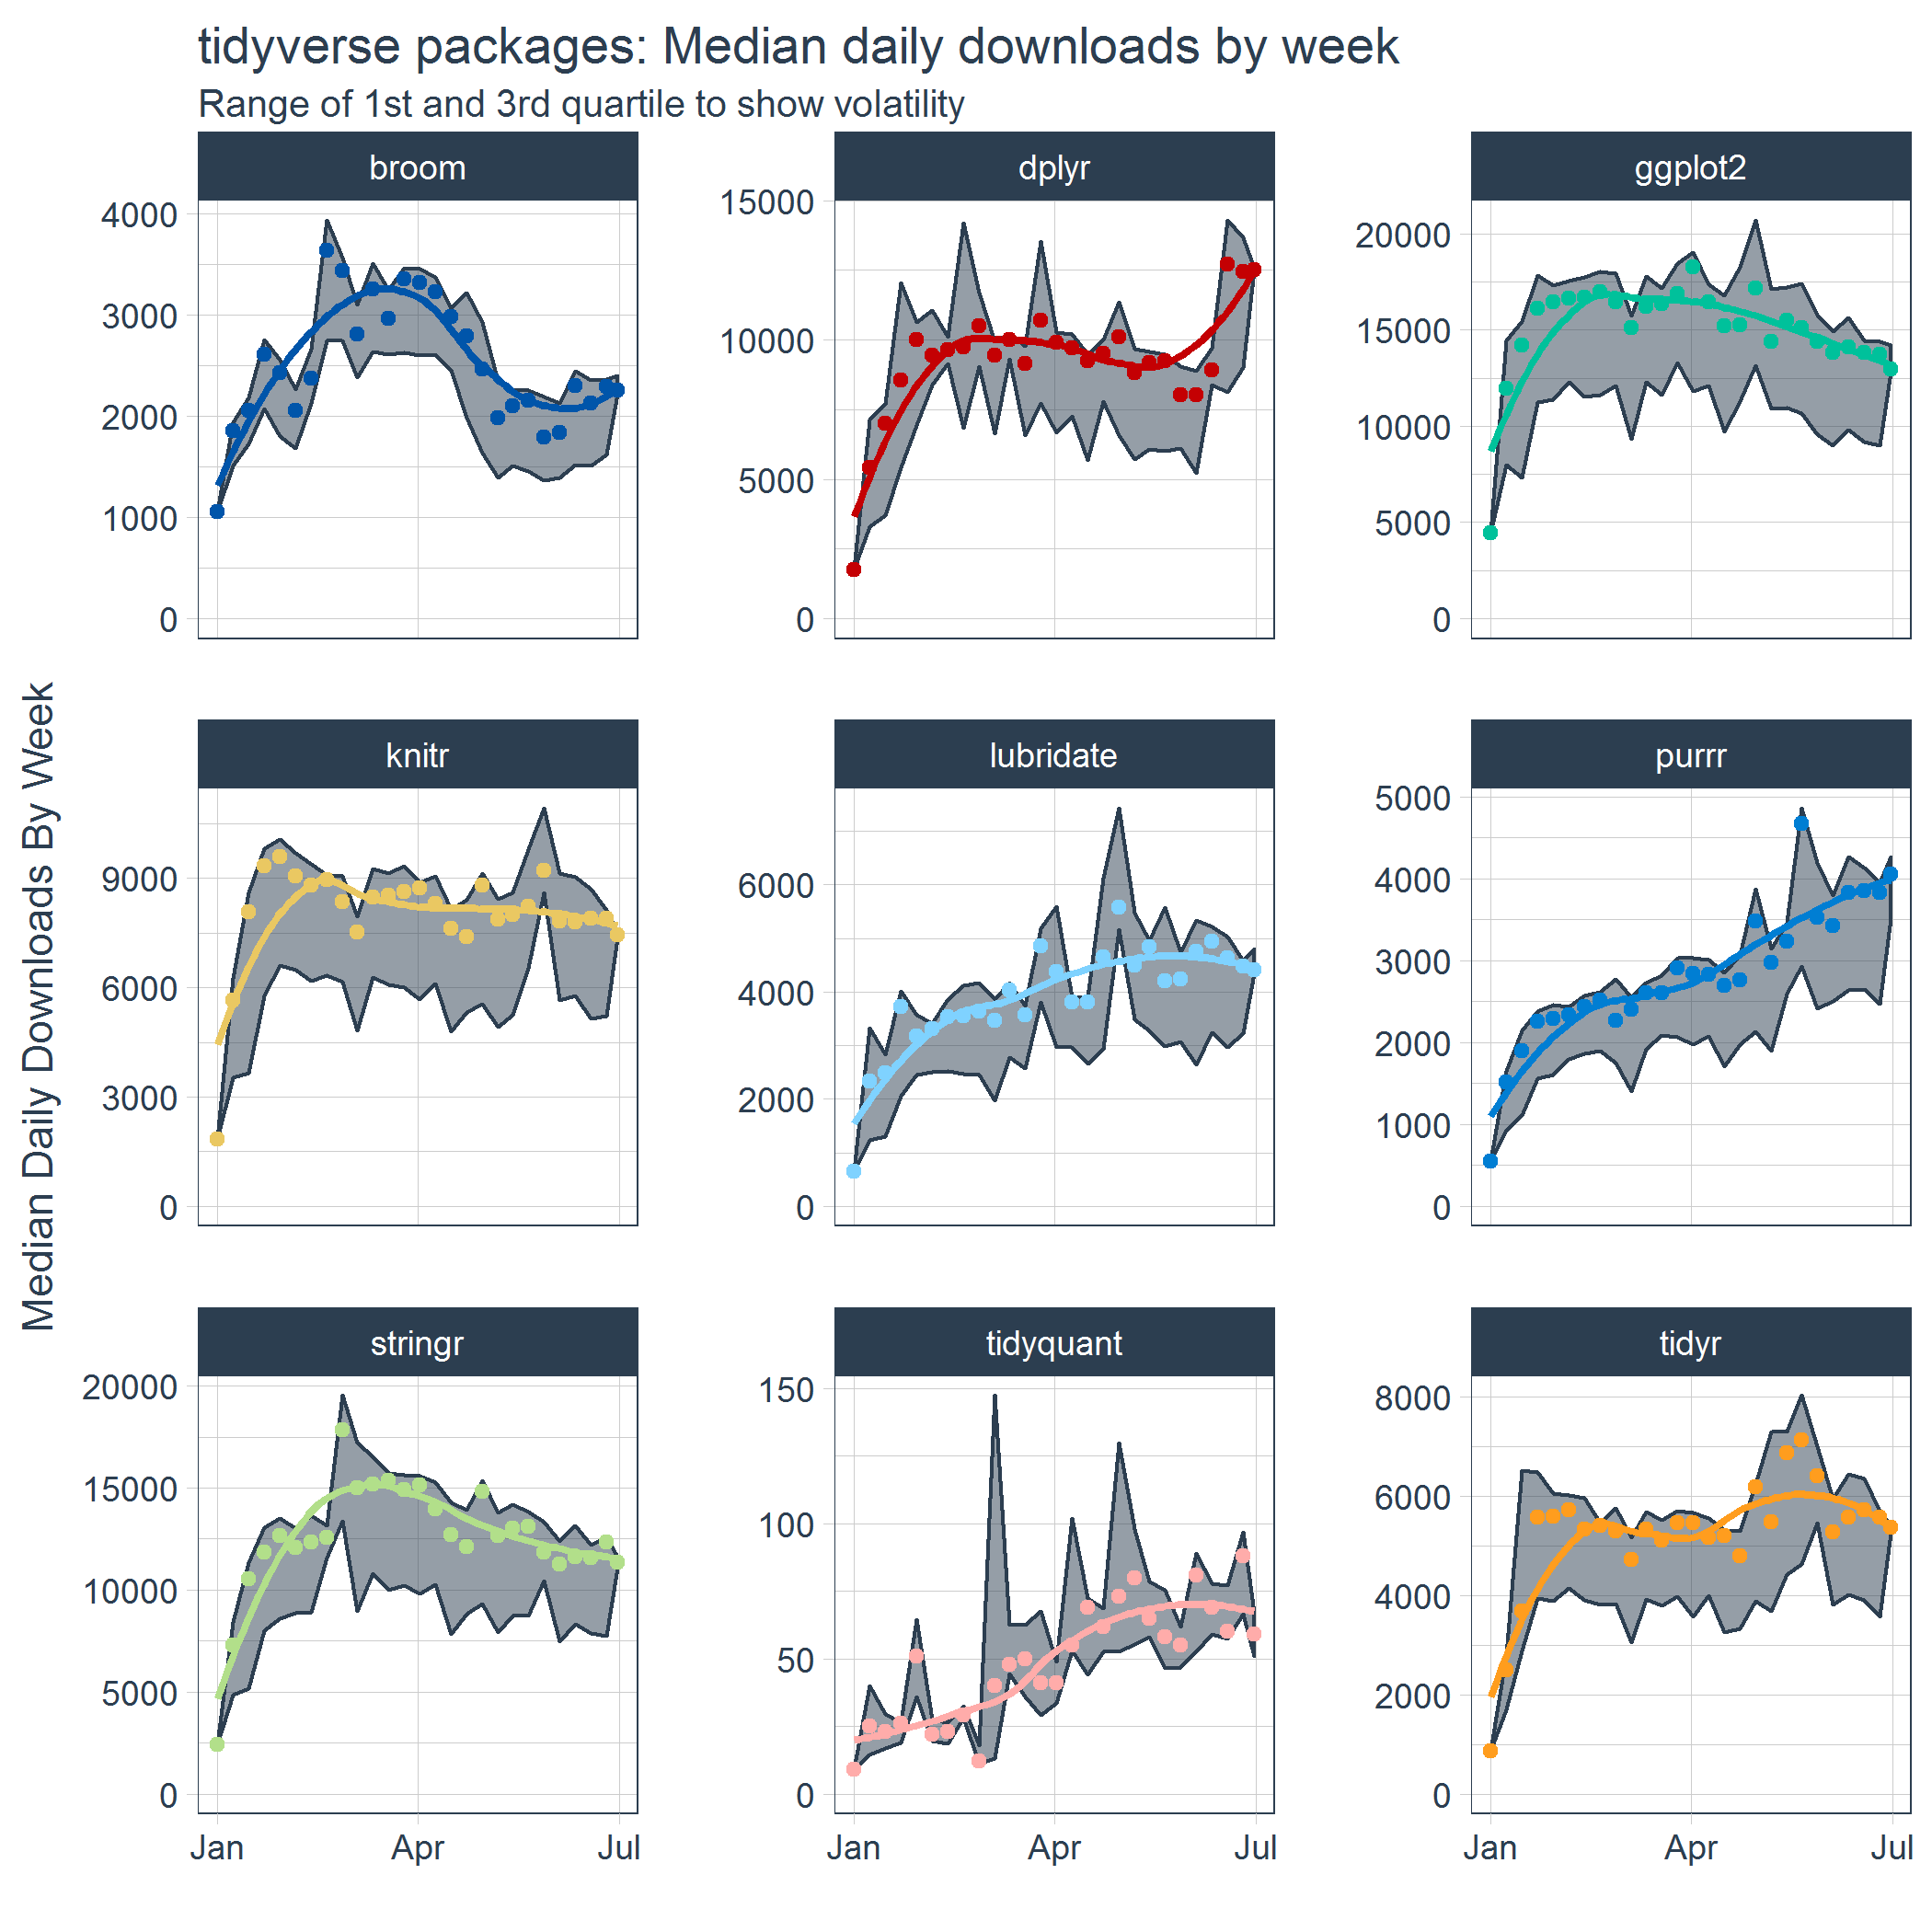 tidyverse packages: Median daily downloads by week
Range of 1st and 3rd quartile to show volatility
Median Daily Downloads By Week
broom
4000
3000
2000
1000
0
dplyr
15000
10000
5000
0
ggplot2
20000
15000
10000
5000
0
knitr
9000
6000
3000
0
lubridate
6000
4000
2000
0
purrr
5000
4000
3000
2000
1000
0
stringr
20000
15000
10000
5000
0
tidyquant
150
100
50
0
tidyr
8000
6000
4000
2000
0
Jan Apr Jul
Jan Apr Jul
Jan Apr Jul